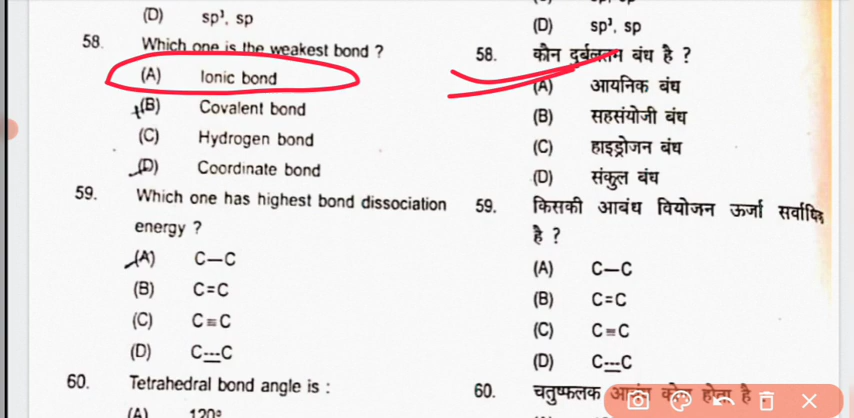 (D) sp³, sp
58. Which one is the weakest bond ?
(A) Ionic bond
(B) Covalent bond
(C) Hydrogen bond
(D) Coordinate bond
59. Which one has highest bond dissociation
energy ?
(A) C—C
(B) C=C
(C) C≡C
(D) C---C
60. Tetrahedral bond angle is :
(A) 120°
(D) sp³, sp
58. कौन दुर्बलतम बंध है ?
(A) आयनिक बंध
(B) सहसंयोजी बंध
(C) हाइड्रोजन बंध
(D) संकुल बंध
59. किसकी आबंध वियोजन ऊर्जा सर्वाधिक
है ?
(A) C—C
(B) C=C
(C) C≡C
(D) C---C
60. चतुष्फलक आबंध कोण होता है